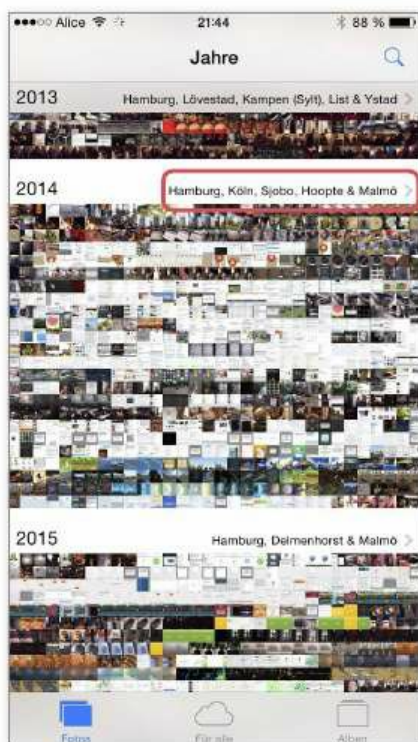 Alice 21:44 88 %
Jahre
2013 Hamburg, Lövestad, Kampen (Sylt), List & Ystad
2014 Hamburg, Köln, Sjobo, Hoopte & Malmö
2015 Hamburg, Delmenhorst & Malmö
Fotos Für alle Alben